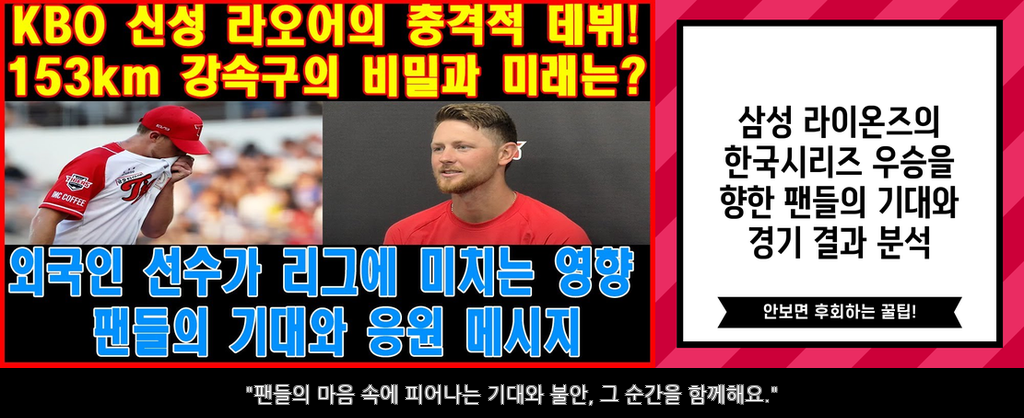 KBO 신성 라오어의 충격적 데뷔!
153km 강속구의 비밀과 미래는?
외국인 선수가 리그에 미치는 영향
팬들의 기대와 응원 메시지
삼성 라이온즈의
한국시리즈 우승을
향한 팬들의 기대와
경기 결과 분석
안보면 후회하는 꿀팁!
"팬들의 마음 속에 피어나는 기대와 불안, 그 순간을 함께해요."